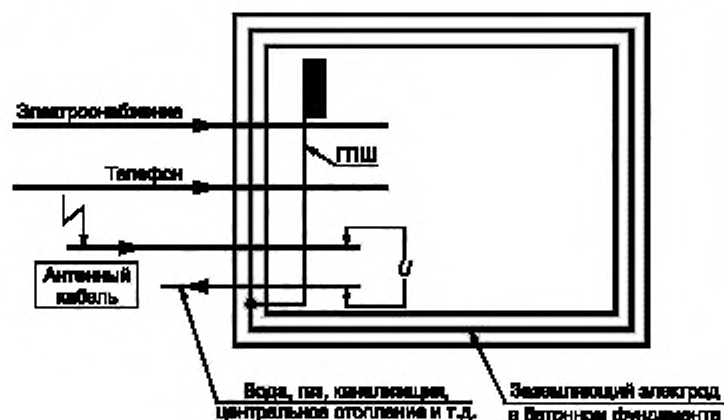 Электроснабжение
ГПШ
Телефон
Антенный
кабель
U
Вода, газ, канализация,
центральное отопление и т.д.
Заземляющий электрод
в бетонном фундаменте